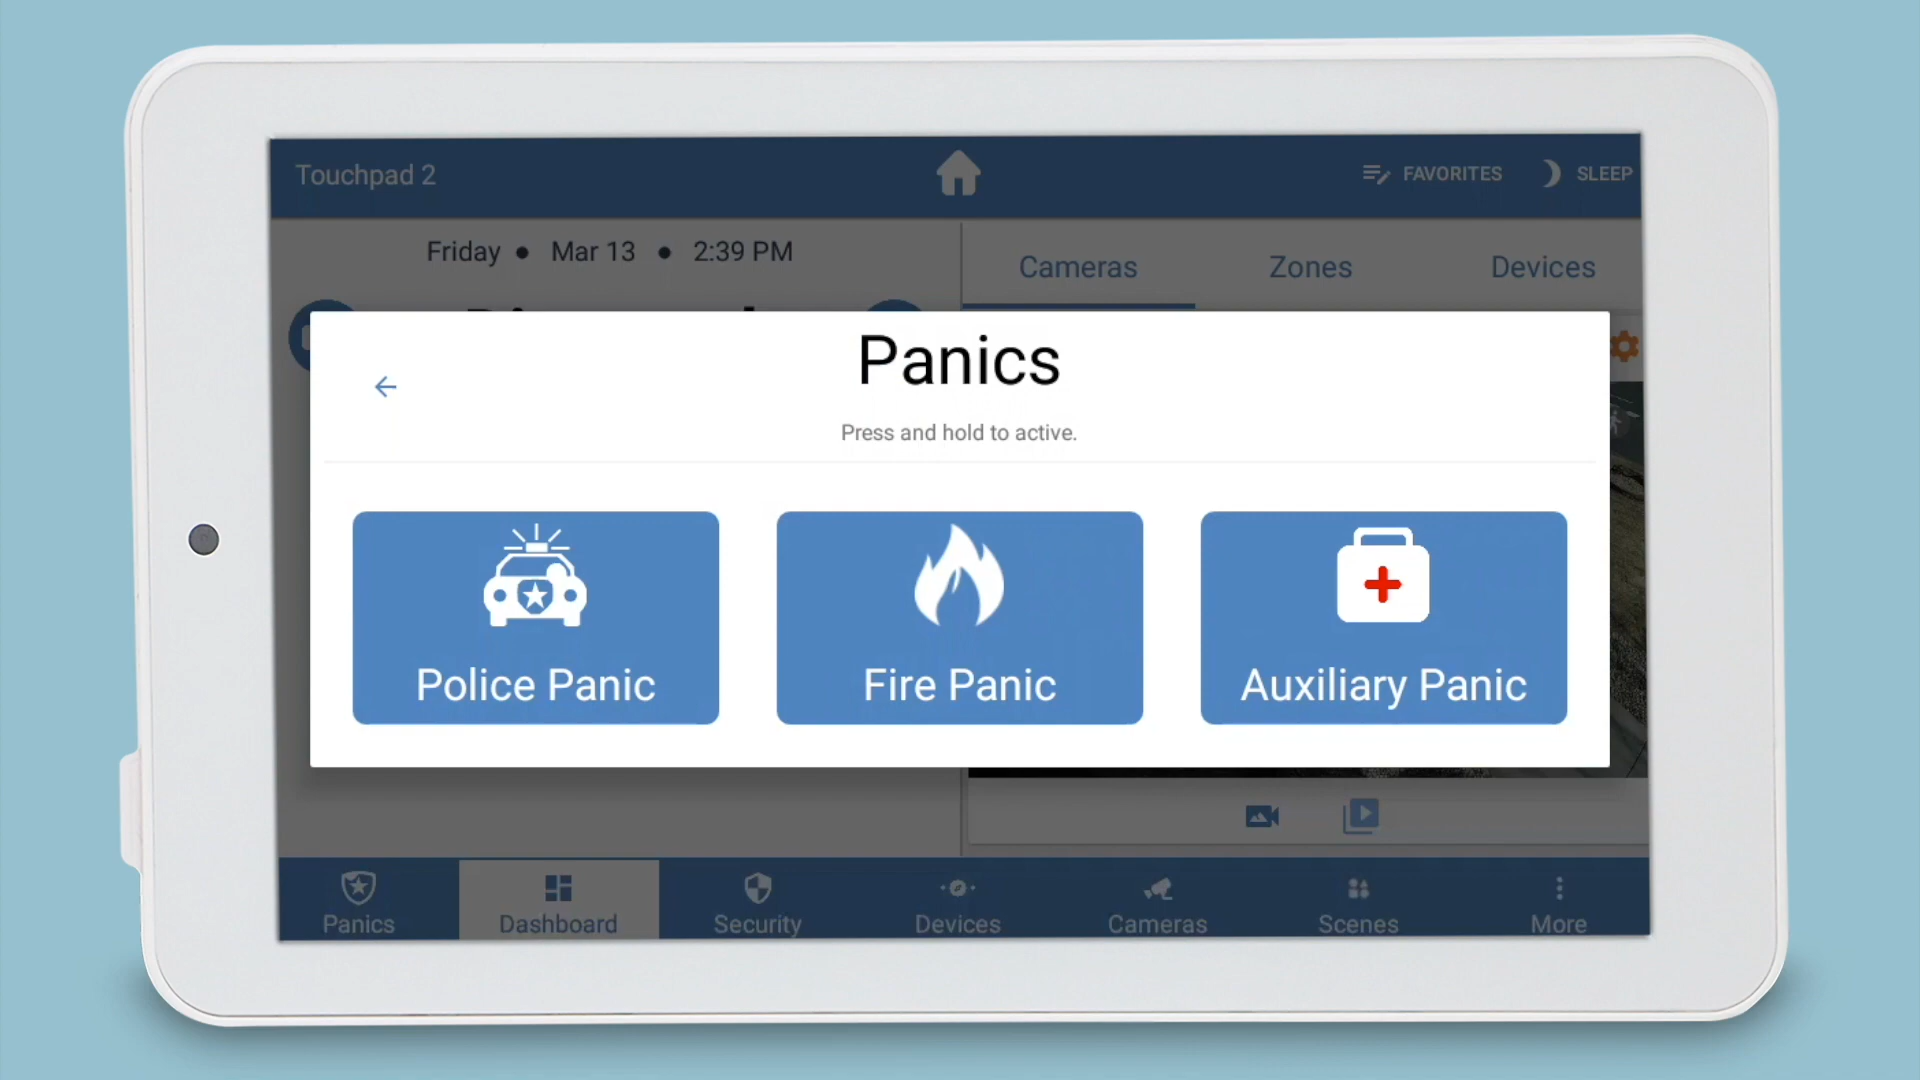 Touchpad 2
FAVORITES
SLEEP
Friday • Mar 13 • 2:39 PM
Cameras
Zones
Devices
Panics
Press and hold to active.
Police Panic
Fire Panic
Auxiliary Panic
Panics
Dashboard
Security
Devices
Cameras
Scenes
More